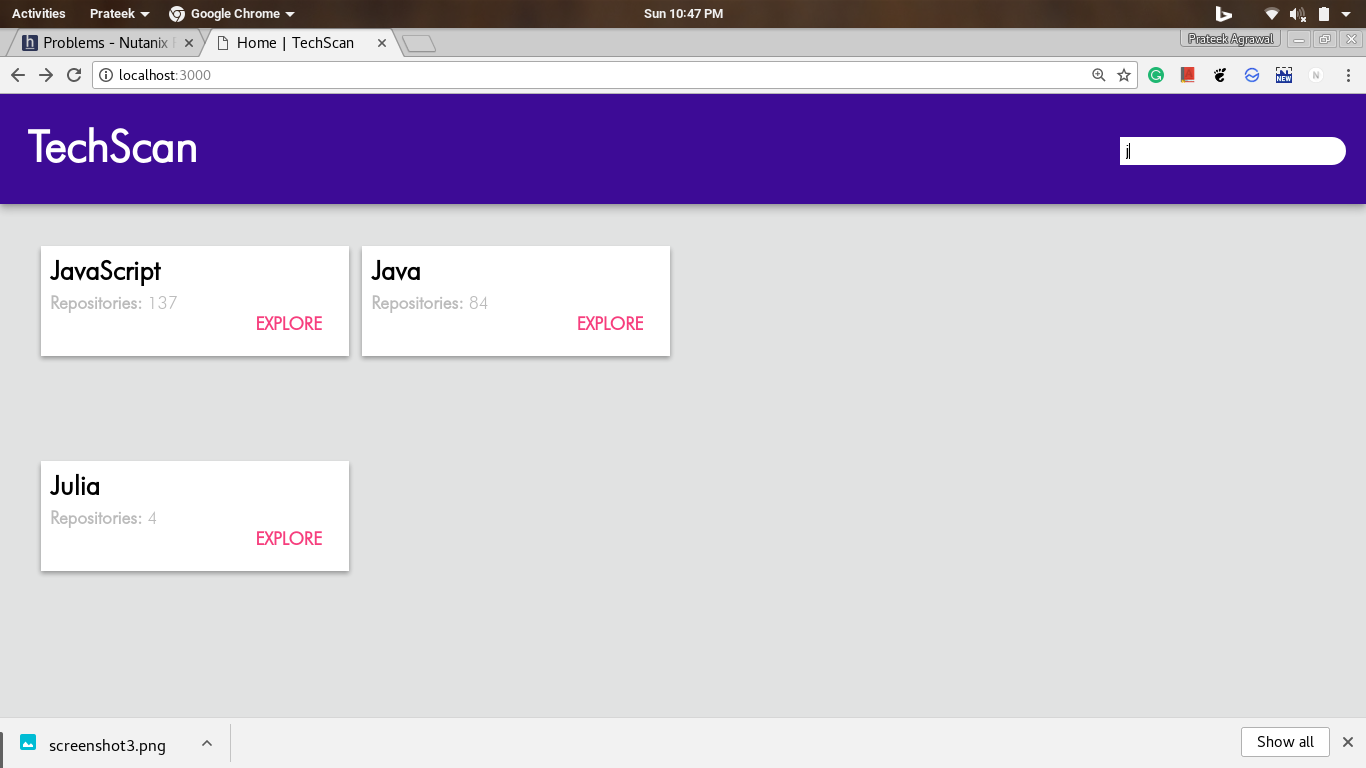 Activities Prateek Google Chrome Sun 10:47 PM
Problems - Nutanix Home | TechScan Prateek Agrawal
localhost:3000 NEW N
TechScan j
JavaScript Java
Repositories: 137 Repositories: 84
EXPLORE EXPLORE
Julia
Repositories: 4
EXPLORE
screenshot3.png Show all